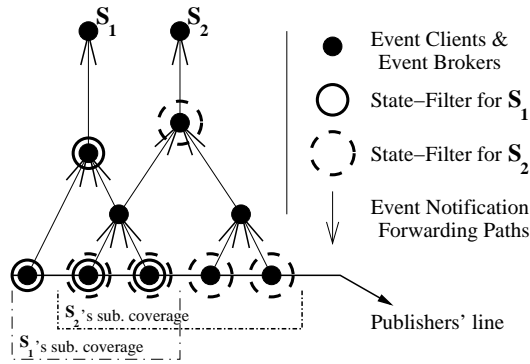 S1 S2
Event Clients &
Event Brokers
State–Filter for S1
State–Filter for S2
Event Notification
Forwarding Paths
S2's sub. coverage
Publishers' line
S1's sub. coverage